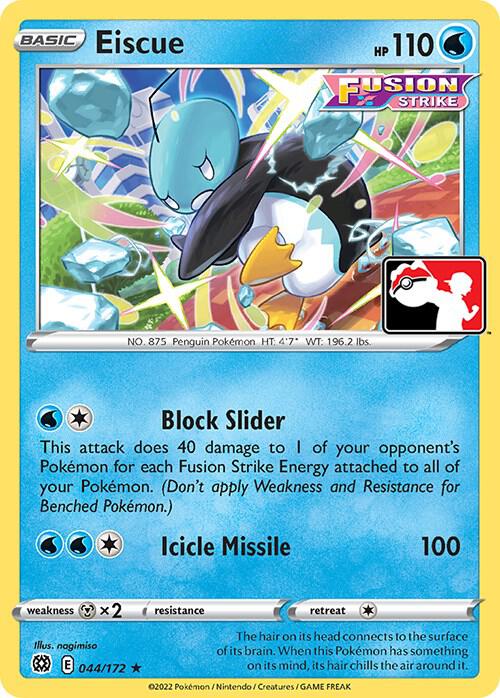 BASIC Eiscue HP 110
FUSION
STRIKE
NO. 875 Penguin Pokémon HT: 4'7" WT: 196.2 lbs.
TM
Block Slider
This attack does 40 damage to 1 of your opponent's
Pokémon for each Fusion Strike Energy attached to all of
your Pokémon. (Don't apply Weakness and Resistance for
Benched Pokémon.)
Icicle Missile 100
weakness ×2 resistance retreat
Illus. nagimiso
E 044/172 ★
The hair on its head connects to the surface
of its brain. When this Pokémon has something
on its mind, its hair chills the air around it.
©2022 Pokémon / Nintendo / Creatures / GAME FREAK